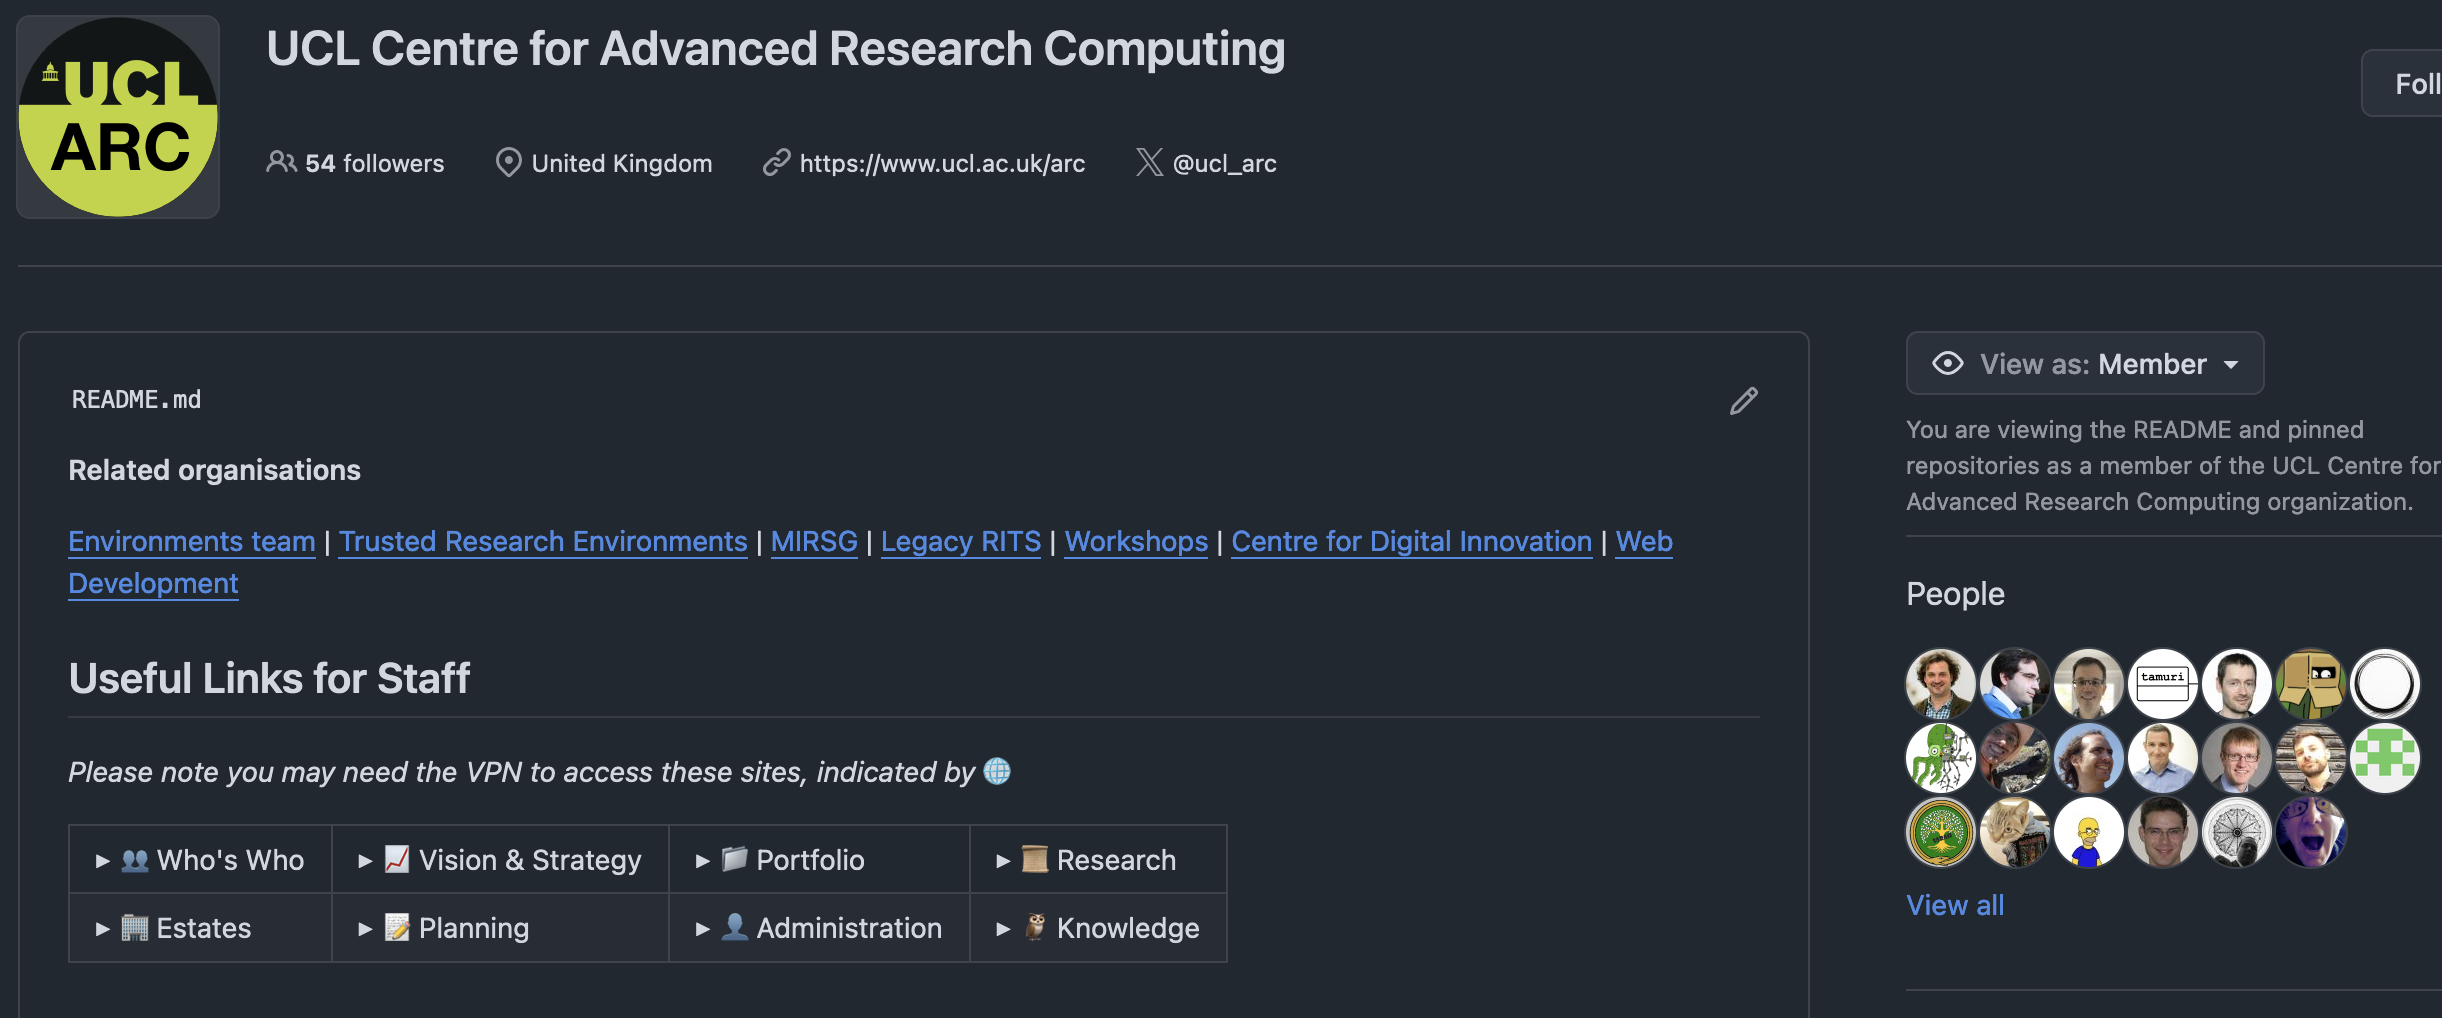 UCL
ARC
UCL Centre for Advanced Research Computing
54 followers
United Kingdom
https://www.ucl.ac.uk/arc
@ucl_arc
Foll
README.md
Related organisations
Environments team | Trusted Research Environments | MIRSG | Legacy RITS | Workshops | Centre for Digital Innovation | Web
Development
Useful Links for Staff
Please note you may need the VPN to access these sites, indicated by 🌐
▶ 👥 Who's Who
▶ 📈 Vision & Strategy
▶ 📁 Portfolio
▶ 📜 Research
▶ 🏢 Estates
▶ 📝 Planning
▶ 👤 Administration
▶ 🦉 Knowledge
View as: Member
You are viewing the README and pinned
repositories as a member of the UCL Centre for
Advanced Research Computing organization.
People
tamuri
View all